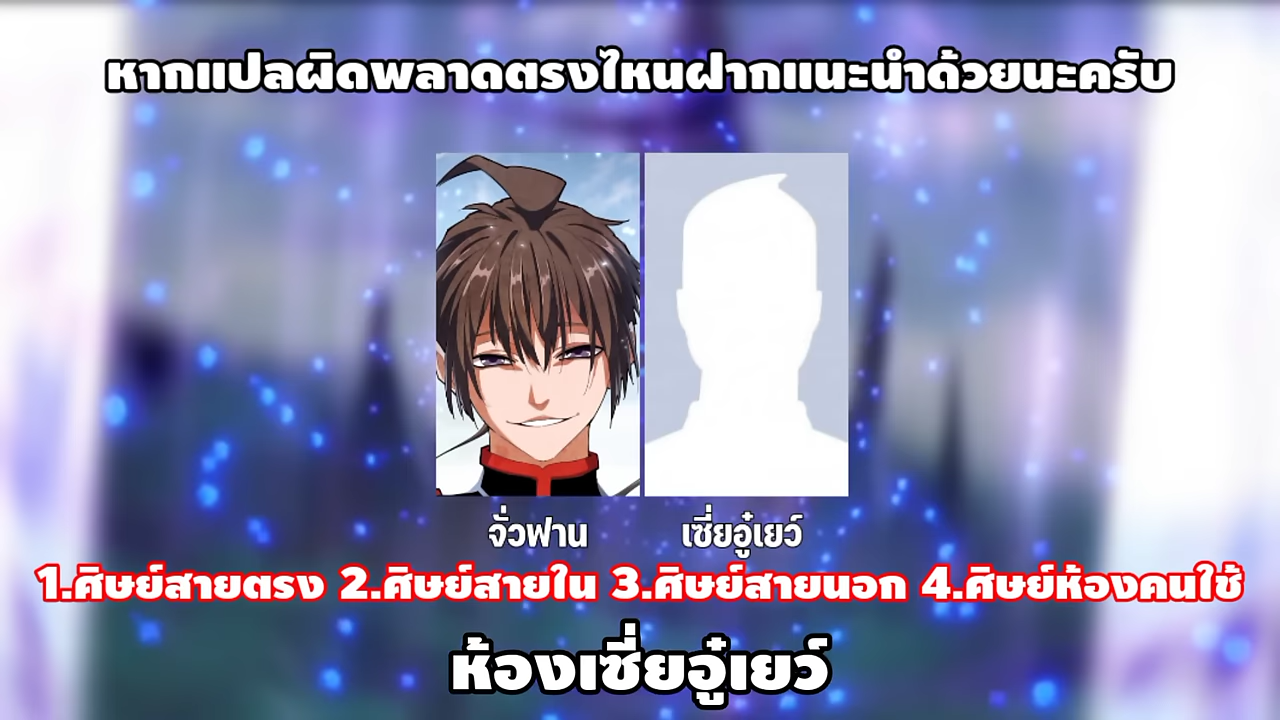 หากแปลผิดพลาดตรงไหนฝากแนะนำด้วยนะครับ
จั่วฟาน เซี่ยอู๋เยว์
1.ศิษย์สายตรง 2.ศิษย์สายใน 3.ศิษย์สายนอก 4.ศิษย์ห้องคนใช้
ห้องเซี่ยอู๋เยว์